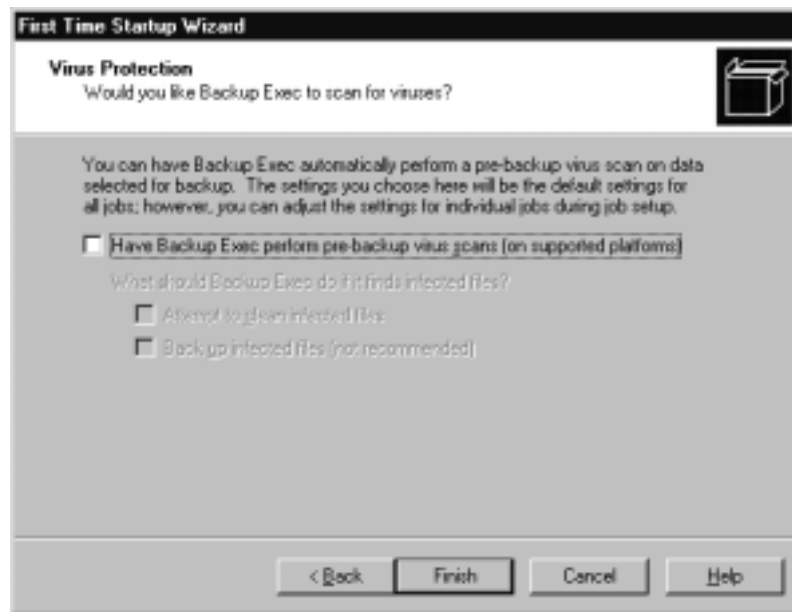 First Time Startup Wizard
Virus Protection
Would you like Backup Exec to scan for viruses?
You can have Backup Exec automatically perform a pre-backup virus scan on data
selected for backup. The settings you choose here will be the default settings for
all jobs; however, you can adjust the settings for individual jobs during job setup.
Have Backup Exec perform pre-backup virus scans (on supported platforms)
What should Backup Exec do if it finds infected files?
Attempt to clean infected files
Back up infected files (not recommended)
< Back
Finish
Cancel
Help